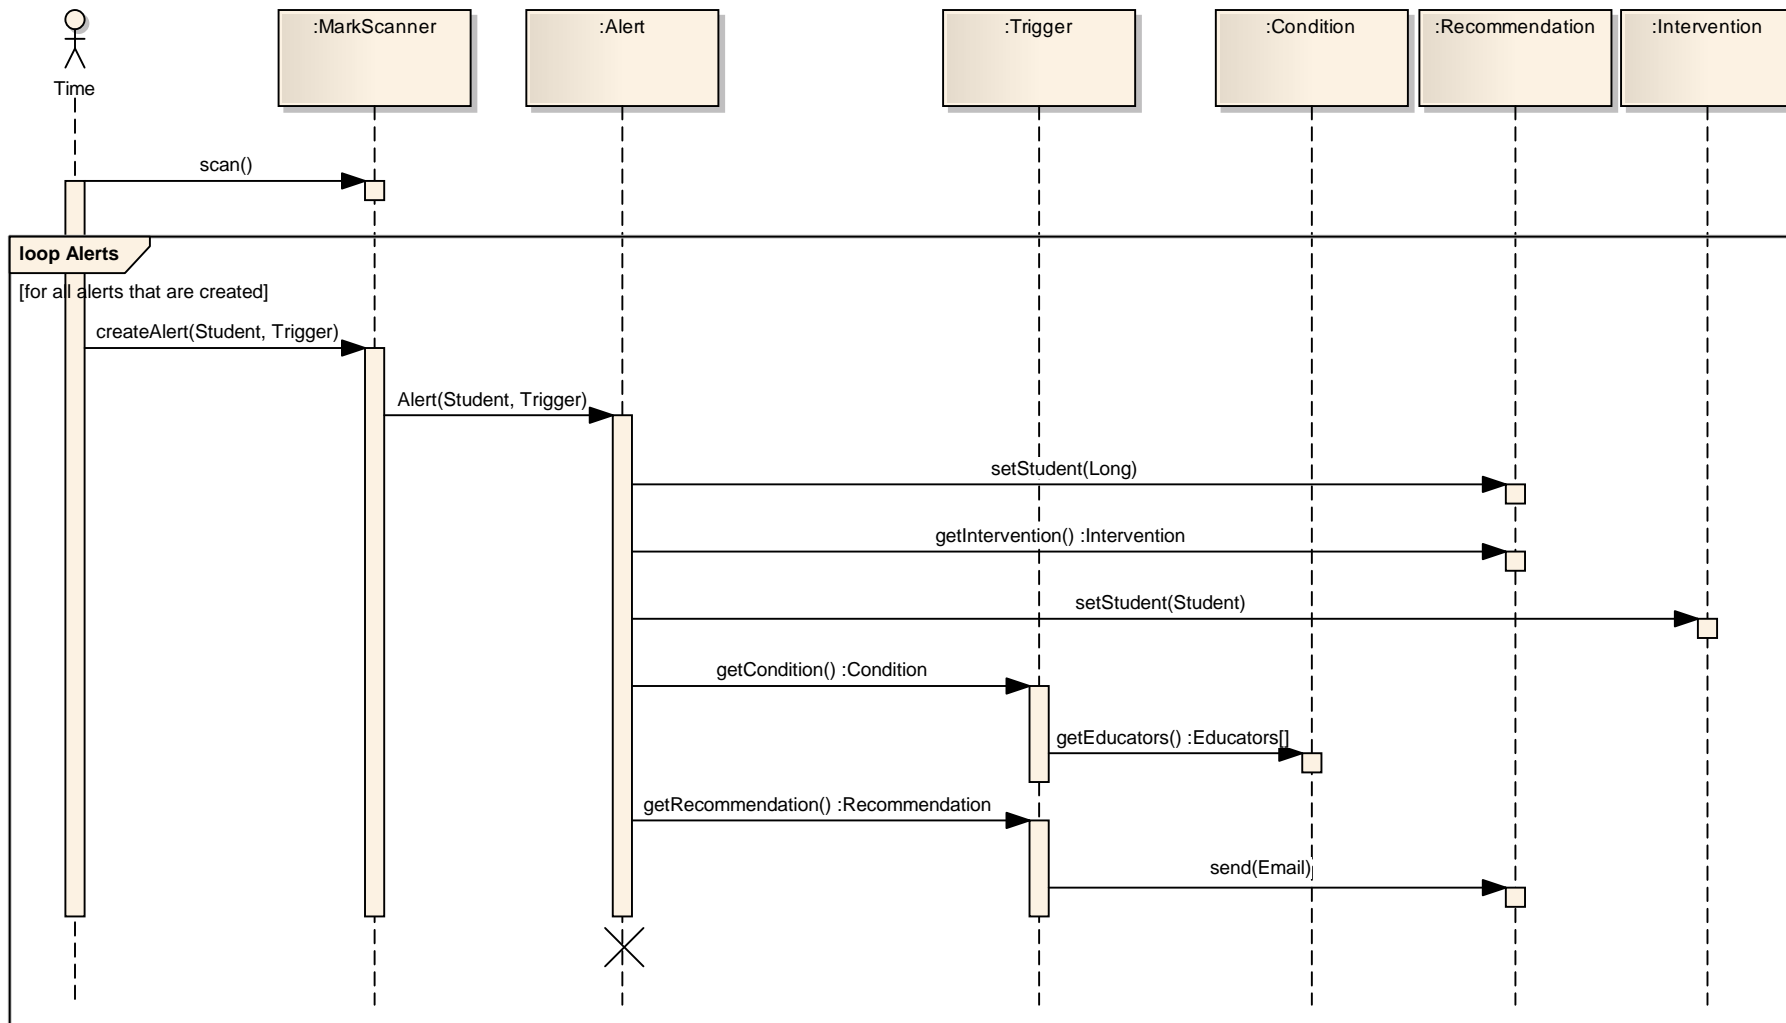 Time
:MarkScanner
:Alert
:Trigger
:Condition
:Recommendation
:Intervention
scan()
loop Alerts
[for all alerts that are created]
createAlert(Student, Trigger)
Alert(Student, Trigger)
setStudent(Long)
getIntervention() :Intervention
setStudent(Student)
getCondition() :Condition
getEducators() :Educators[]
getRecommendation() :Recommendation
send(Email)